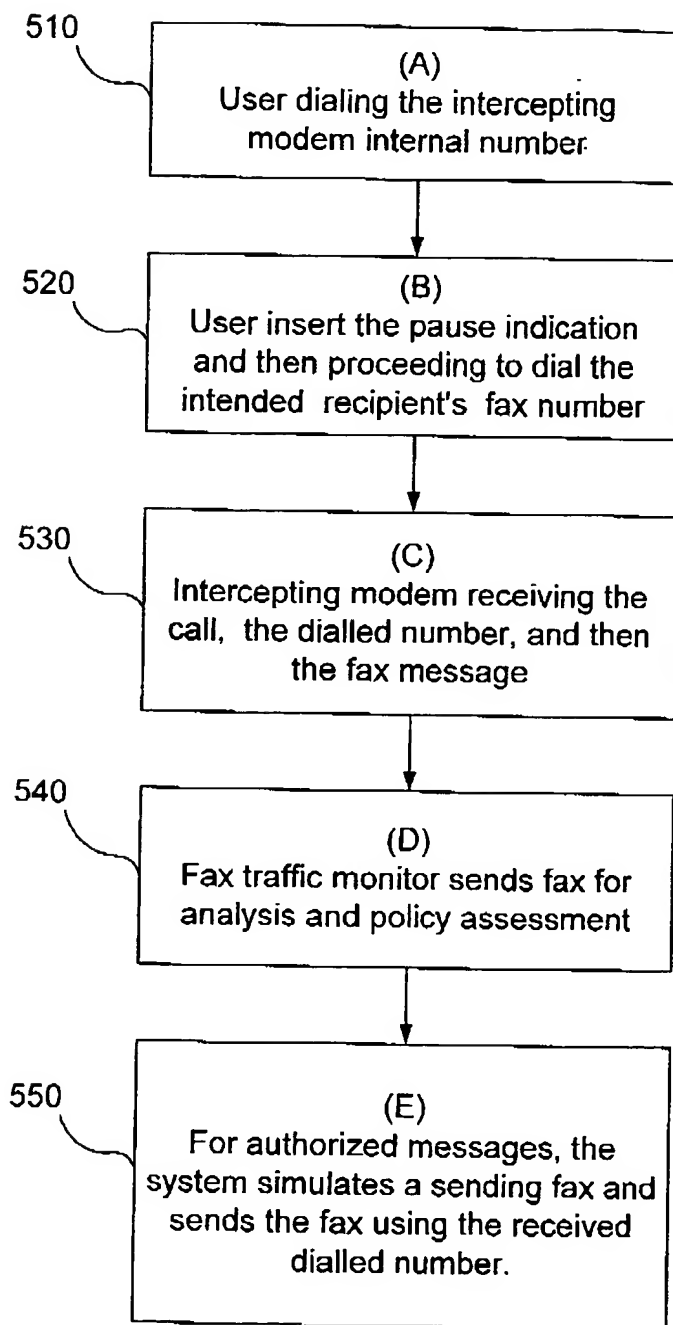 510
(A)
User dialing the intercepting
modem internal number
520
(B)
User insert the pause indication
and then proceeding to dial the
intended recipient's fax number
530
(C)
Intercepting modem receiving the
call, the dialled number, and then
the fax message
540
(D)
Fax traffic monitor sends fax for
analysis and policy assessment
550
(E)
For authorized messages, the
system simulates a sending fax and
sends the fax using the received
dialled number.